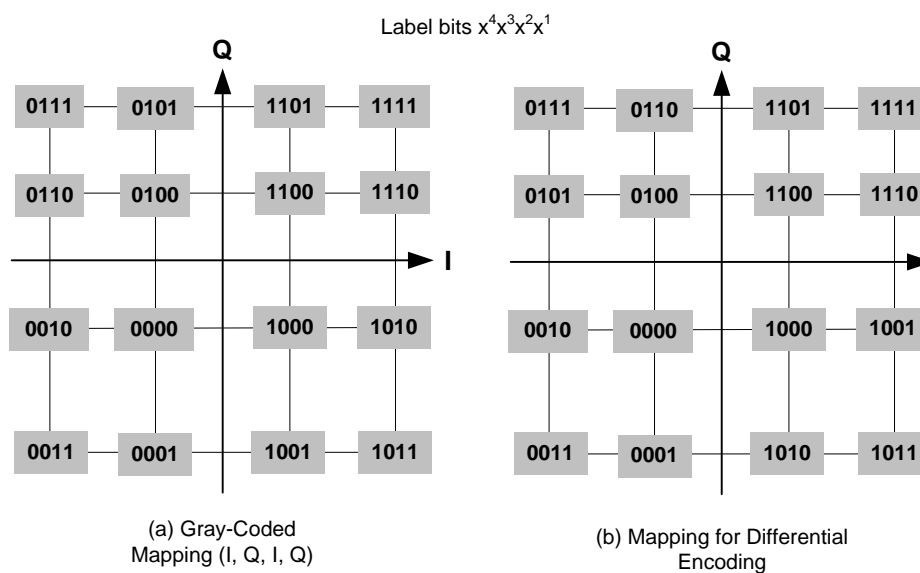 Label bits x⁴x³x²x¹
Q
0111 0101 1101 1111
0110 0100 1100 1110
I
0010 0000 1000 1010
0011 0001 1001 1011
(a) Gray-Coded
Mapping (I, Q, I, Q)
Q
0111 0110 1101 1111
0101 0100 1100 1110
0010 0000 1000 1001
0011 0001 1010 1011
(b) Mapping for Differential
Encoding